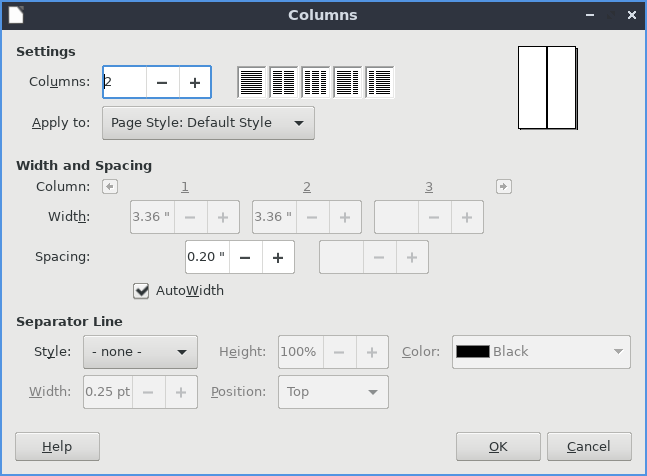 Columns
Settings
Columns: 2
Apply to: Page Style: Default Style
Width and Spacing
Column: 1 2 3
Width: 3.36 " 3.36 "
Spacing: 0.20 "
AutoWidth
Separator Line
Style: - none - Height: 100% Color: Black
Width: 0.25 pt Position: Top
Help OK Cancel